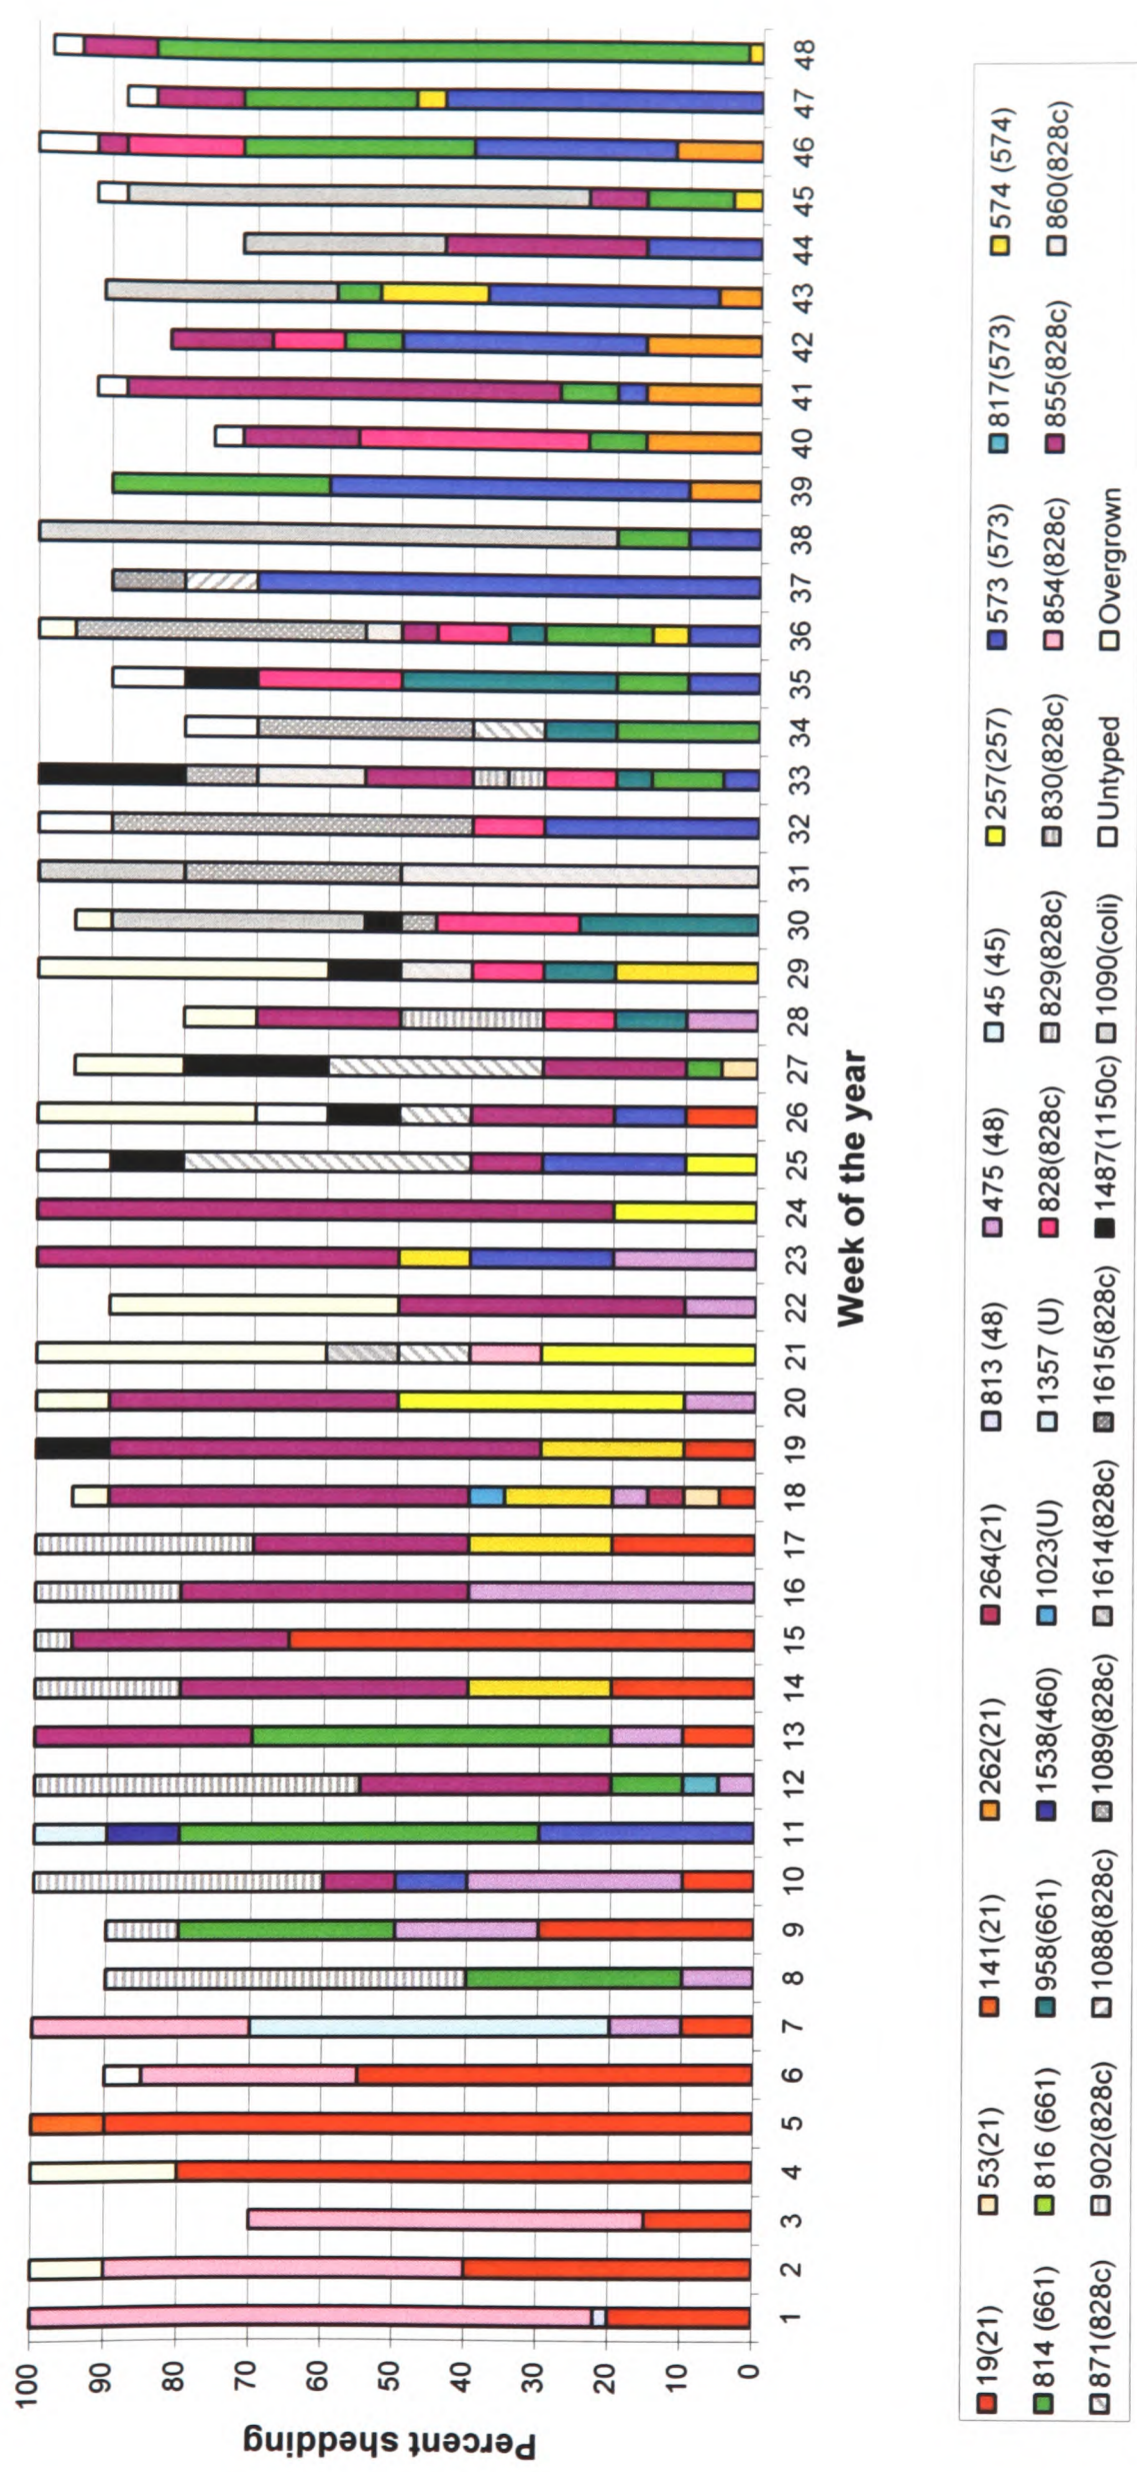 Percent shedding
100
90
80
70
60
50
40
30
20
10
0
1 2 3 4 5 6 7 8 9 10 11 12 13 14 15 16 17 18 19 20 21 22 23 24 25 26 27 28 29 30 31 32 33 34 35 36 37 38 39 40 41 42 43 44 45 46 47 48
Week of the year
19(21) 53(21) 141(21) 262(21) 264(21) 813 (48) 475 (48) 45 (45) 257(257) 573 (573) 817(573) 574 (574)
814 (661) 816 (661) 958(661) 1538(460) 1023(U) 1357 (U) 828(828c) 829(828c) 830(828c) 854(828c) 855(828c) 860(828c)
871(828c) 902(828c) 1088(828c) 1089(828c) 1614(828c) 1615(828c) 1487(1150c) 1090(coli) Untyped Overgrown